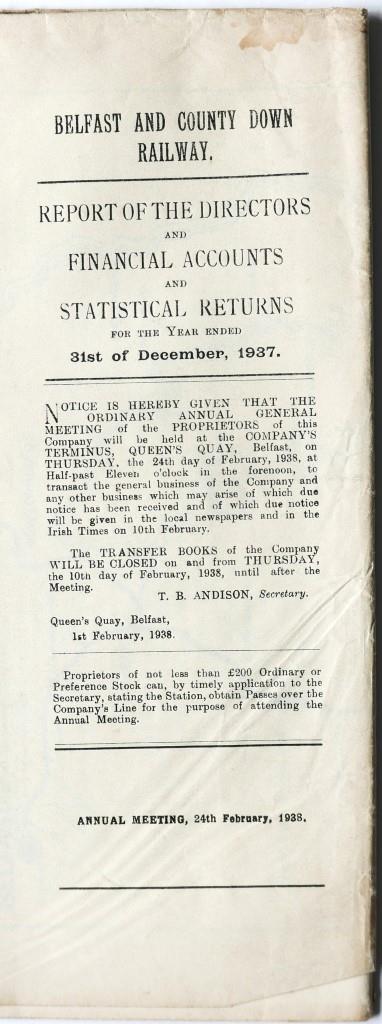 BELFAST AND COUNTY DOWN
RAILWAY.
REPORT OF THE DIRECTORS
AND
FINANCIAL ACCOUNTS
AND
STATISTICAL RETURNS
FOR THE YEAR ENDED
31st of December, 1937.
NOTICE IS HEREBY GIVEN THAT THE
ORDINARY ANNUAL GENERAL
MEETING of the PROPRIETORS of this
Company will be held at the COMPANY'S
TERMINUS, QUEEN'S QUAY, Belfast, on
THURSDAY, the 24th day of February, 1938, at
Half-past Eleven o'clock in the forenoon, to
transact the general business of the Company and
any other business which may arise of which due
notice has been received and of which due notice
will be given in the local newspapers and in the
Irish Times on 10th February.
The TRANSFER BOOKS of the Company
WILL BE CLOSED on and from THURSDAY,
the 10th day of February, 1938, until after the
Meeting.
T. B. ANDISON, Secretary.
Queen's Quay, Belfast,
1st February, 1938.
Proprietors of not less than £200 Ordinary or
Preference Stock can, by timely application to the
Secretary, stating the Station, obtain Passes over the
Company's Line for the purpose of attending the
Annual Meeting.
ANNUAL MEETING, 24th February, 1938.